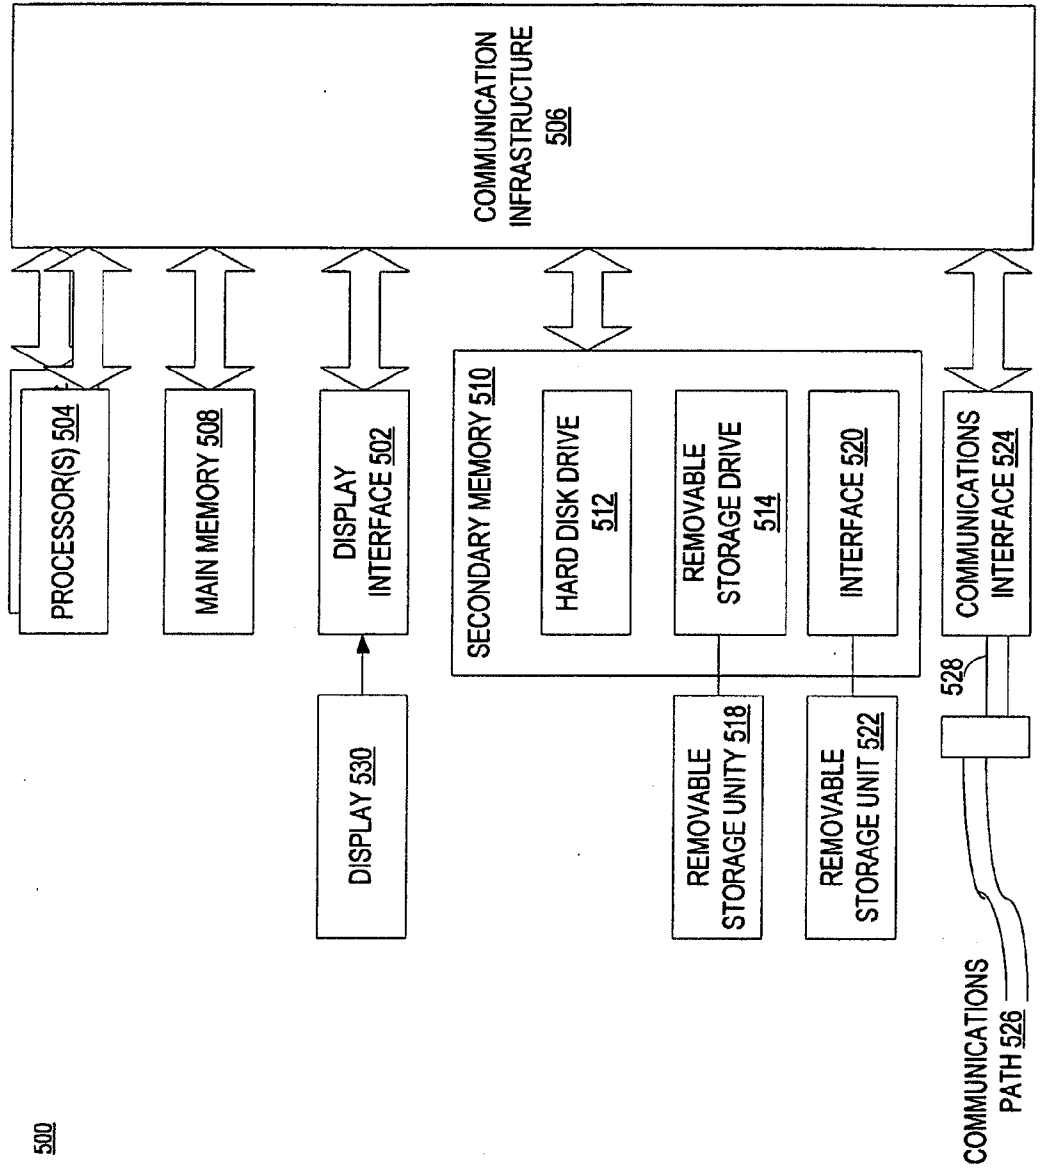 500
COMMUNICATION
INFRASTRUCTURE
506
PROCESSOR(S) 504
MAIN MEMORY 508
DISPLAY
INTERFACE 502
DISPLAY 530
SECONDARY MEMORY 510
HARD DISK DRIVE
512
REMOVABLE
STORAGE DRIVE
514
INTERFACE 520
REMOVABLE
STORAGE UNITY 518
REMOVABLE
STORAGE UNIT 522
COMMUNICATIONS
INTERFACE 524
528
COMMUNICATIONS
PATH 526